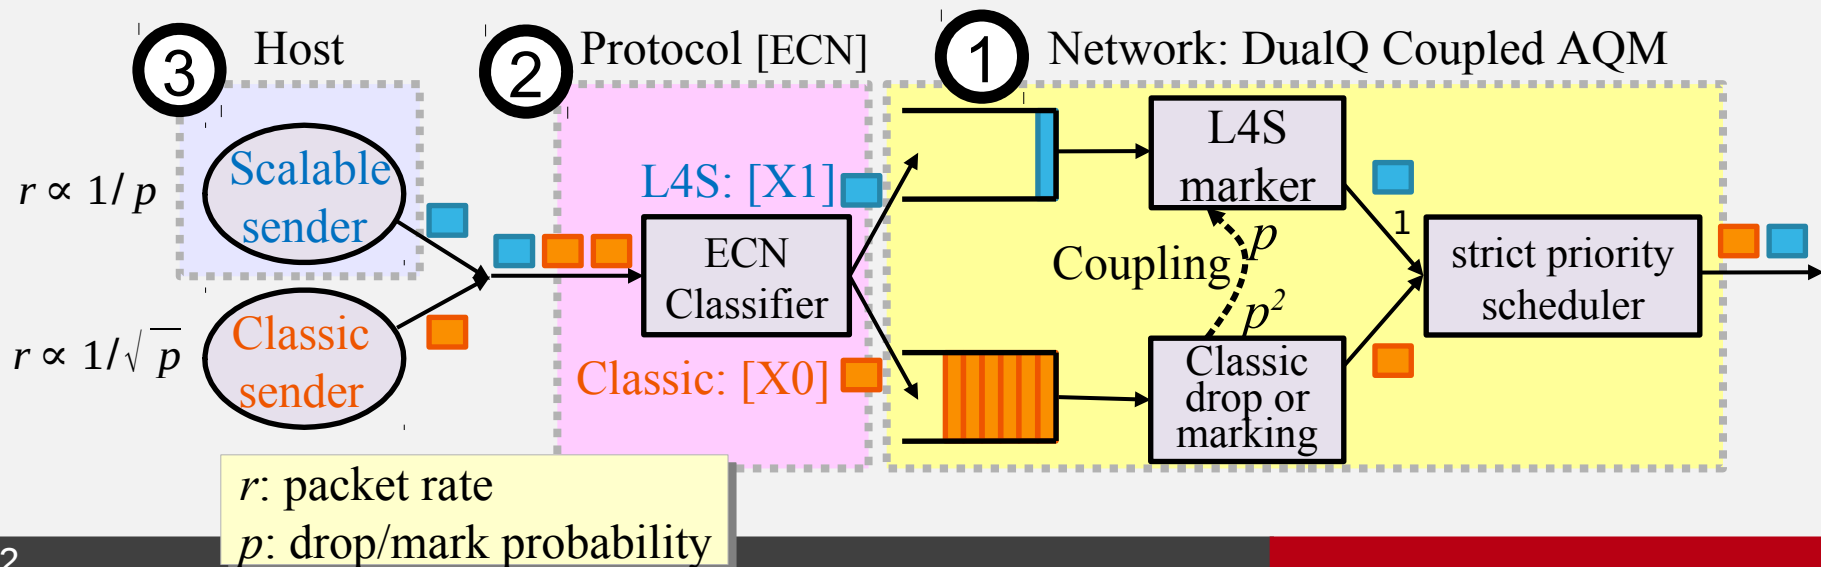 3
Host
2
Protocol [ECN]
1
Network: DualQ Coupled AQM
r ∝ 1/ p
Scalable
sender
L4S: [X1]
L4S
marker
1
ECN
Classifier
Coupling
p
p²
strict priority
scheduler
r ∝ 1/√p
Classic
sender
Classic: [X0]
Classic
drop or
marking
r: packet rate
p: drop/mark probability
2